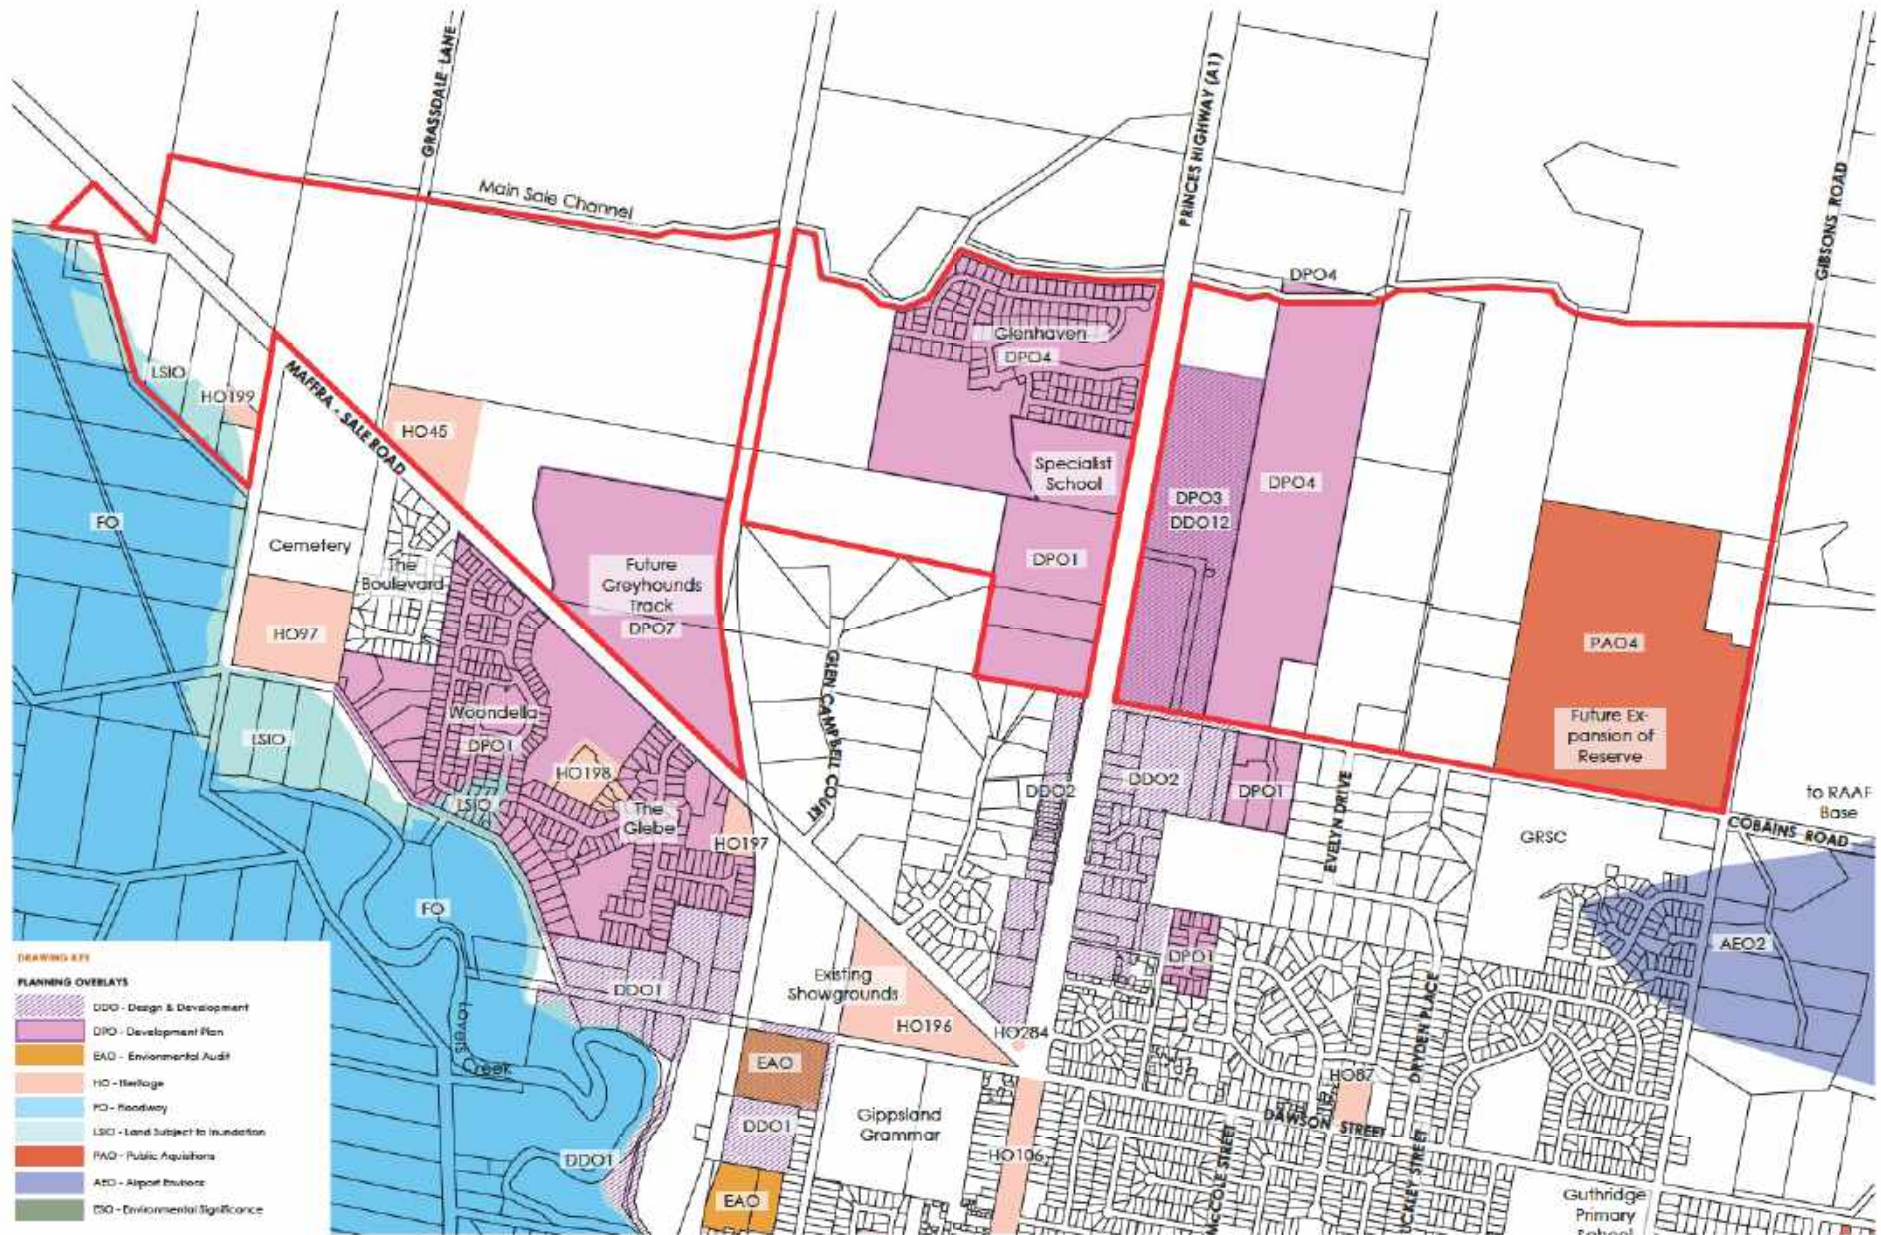 GRASSDALE LANE
PRINCES HIGHWAY (A1)
GIBSONS ROAD
Main Sale Channel
DPO4
Glenhaven
DPO4
LSIO
HO199
MAFFRA - SALE ROAD
HO45
Specialist
School
DPO3
DDO12
DPO4
FO
Cemetery
The
Boulevard
Future
Greyhounds
Track
DPO7
DPO1
HO97
PAO4
GLEN CAMPBELL COURT
Woondella
DPO1
LSIO
Future Ex-
pansion of
Reserve
HO198
LSIO
The
Glebe
DDO2
DDO2
DPO1
EVELYN DRIVE
to RAAF
Base
COBAINS ROAD
HO197
GRSC
FO
AEO2
DPO1
DDO1
Existing
Showgrounds
HO196
HO284
DRYDEN PLACE
DRAWING KEY
PLANNING OVERLAYS
DDO - Design & Development
DPO - Development Plan
EAO - Envionmental Audit
HO - Heritage
FO - Floodway
LSIO - Land Subject to Inundation
PAO - Public Aquisitions
AEO - Airport Environs
ESO - Environmental Significance
Creek
EAO
HO87
Gippsland
Grammar
DDO1
DAWSON STREET
DDO1
HO106
McCOLE STREET
UCKLEY STREET
EAO
Guthridge
Primary
School